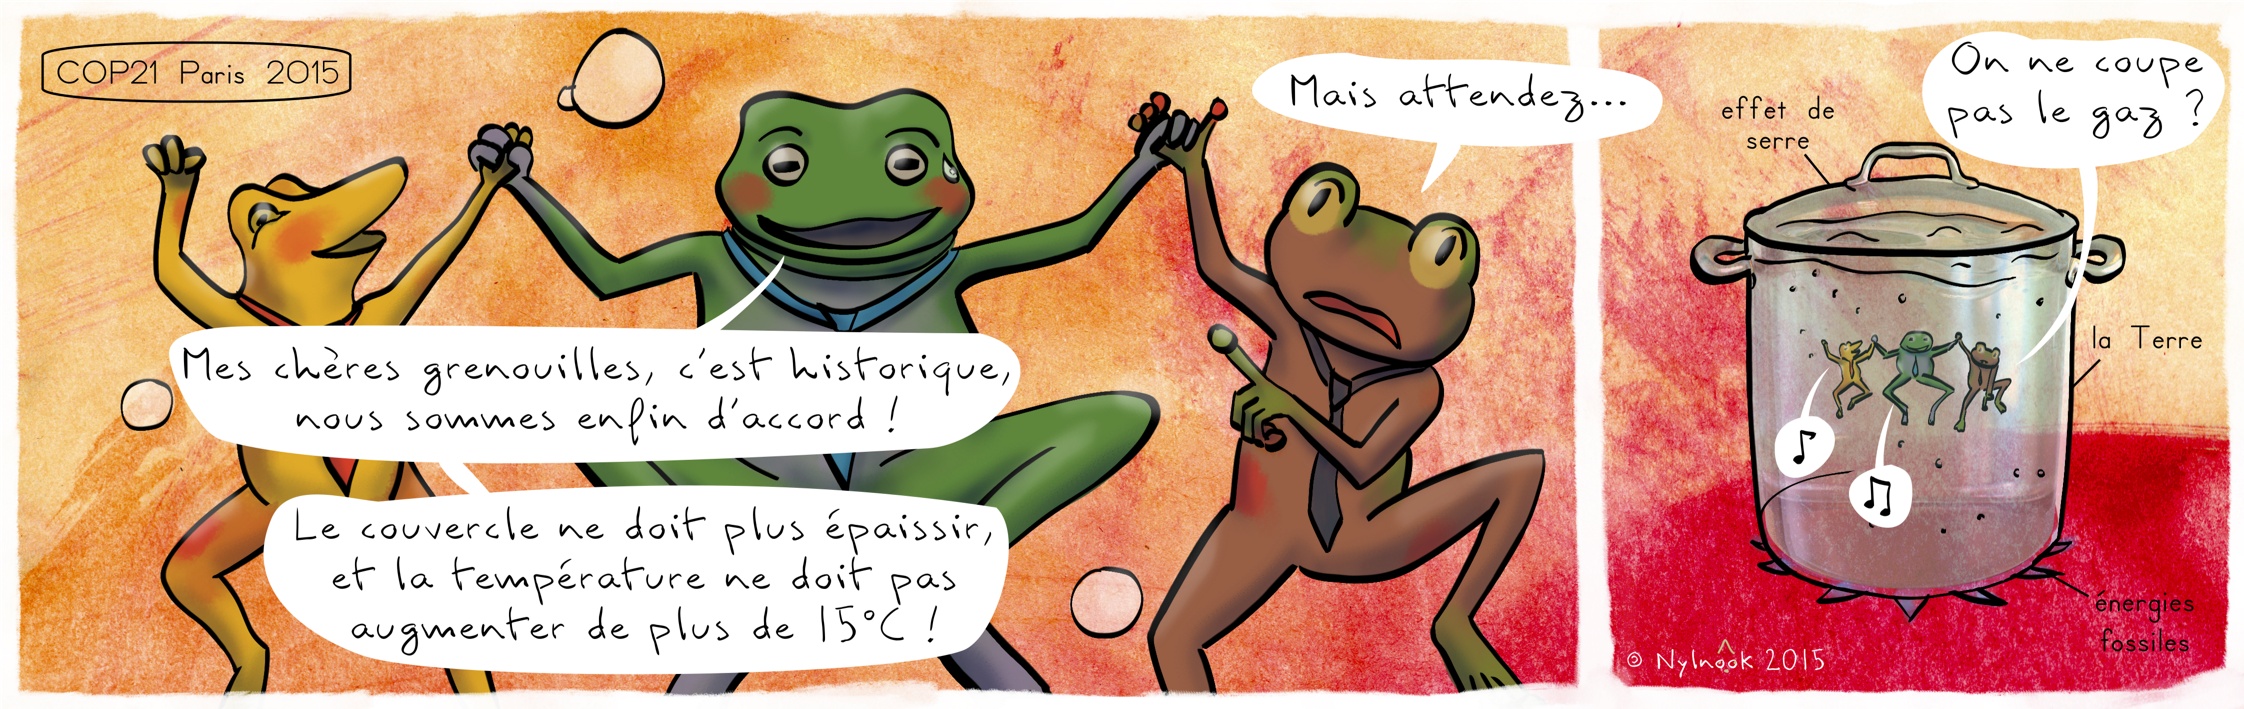 COP21 Paris 2015
Mes chères grenouilles, c'est historique,
nous sommes enfin d'accord !
Le couvercle ne doit plus épaissir,
et la température ne doit pas
augmenter de plus de 15°C !
Mais attendez...
On ne coupe
pas le gaz ?
effet de
serre
la Terre
énergies
fossiles
© Nylnook 2015